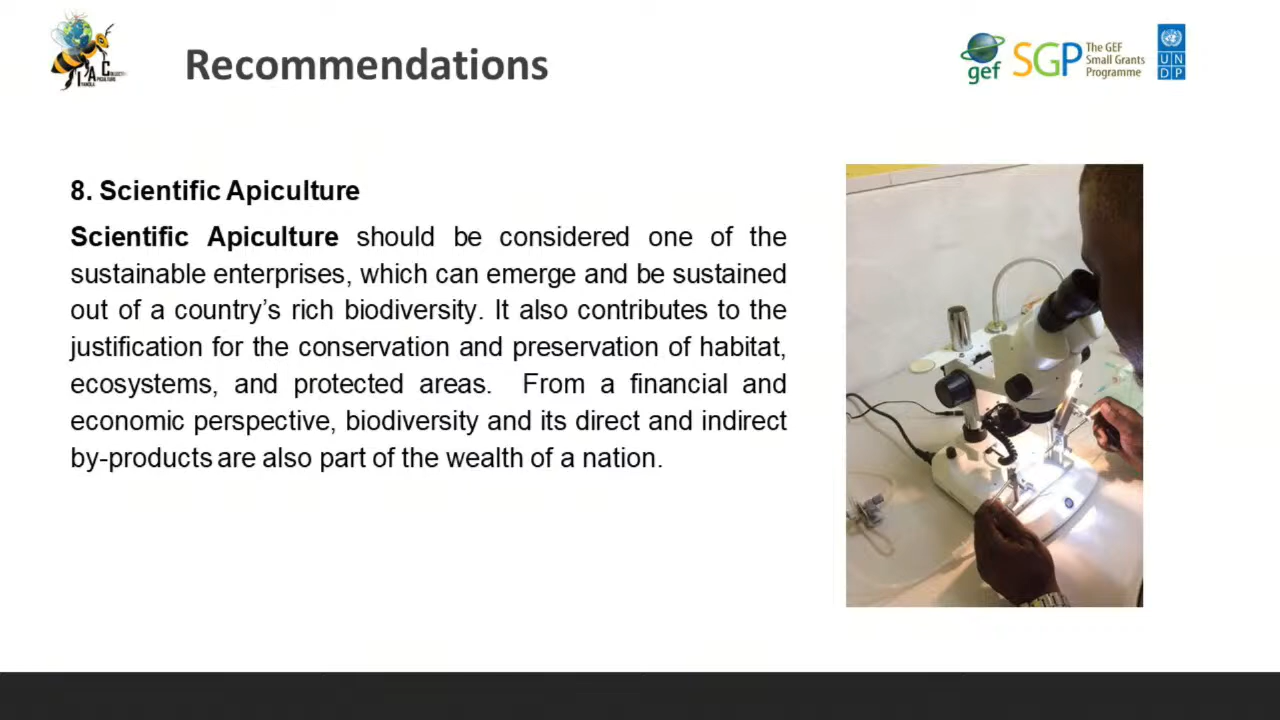 Recommendations
gef
SGP
The GEF
Small Grants
Programme
U N
D P
8. Scientific Apiculture
Scientific Apiculture should be considered one of the
sustainable enterprises, which can emerge and be sustained
out of a country’s rich biodiversity. It also contributes to the
justification for the conservation and preservation of habitat,
ecosystems, and protected areas. From a financial and
economic perspective, biodiversity and its direct and indirect
by-products are also part of the wealth of a nation.